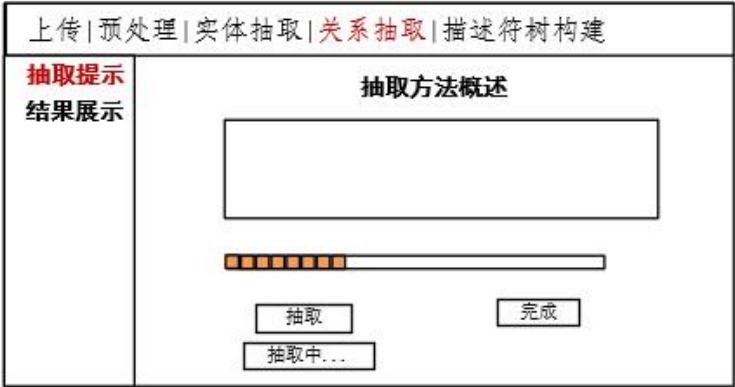 上传|预处理|实体抽取|关系抽取|描述符树构建
抽取提示
结果展示
抽取方法概述
抽取
完成
抽取中...